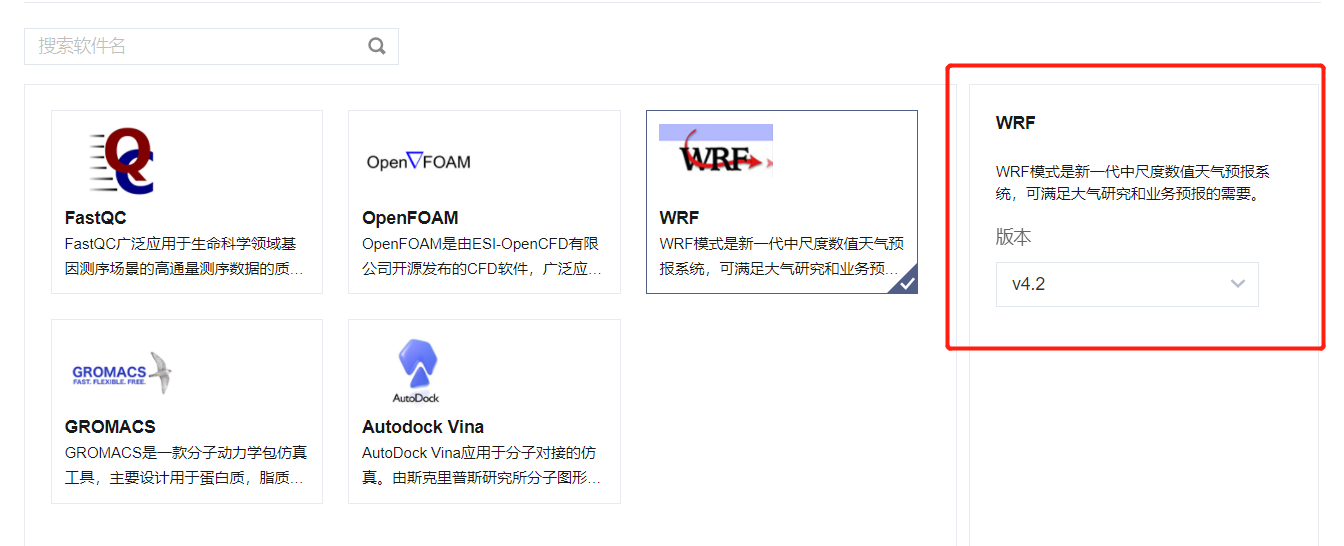 搜索软件名
FastQC
FastQC广泛应用于生命科学领域基
因测序场景的高通量测序数据的质...
OpenFOAM
OpenFOAM
OpenFOAM是由ESI-OpenCFD有限
公司开源发布的CFD软件，广泛应...
WRF
WRF
WRF模式是新一代中尺度数值天气预
报系统，可满足大气研究和业务预...
GROMACS
FAST. FLEXIBLE. FREE.
GROMACS
GROMACS是一款分子动力学包仿真
工具，主要设计用于蛋白质，脂质...
AutoDock
Autodock Vina
AutoDock Vina应用于分子对接的仿
真。由斯克里普斯研究所分子图形...
WRF
WRF模式是新一代中尺度数值天气预报系
统，可满足大气研究和业务预报的需要。
版本
v4.2